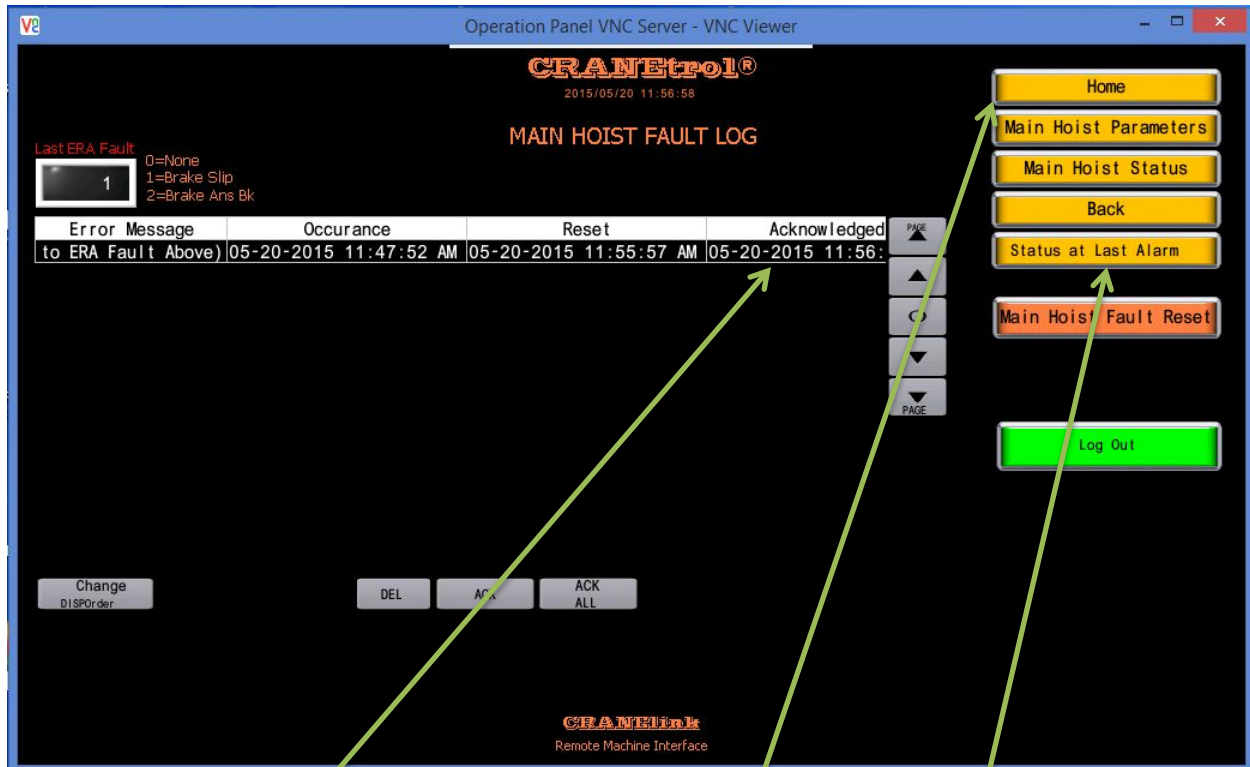 Operation Panel VNC Server - VNC Viewer
CRANEtrol®
2015/05/20 11:56:58
MAIN HOIST FAULT LOG
Last ERA Fault
1
0=None
1=Brake Slip
2=Brake Ans Bk
Error Message Occurance Reset Acknowledged
to ERA Fault Above) 05-20-2015 11:47:52 AM 05-20-2015 11:55:57 AM 05-20-2015 11:56:
PAGE
PAGE
Home
Main Hoist Parameters
Main Hoist Status
Back
Status at Last Alarm
Main Hoist Fault Reset
Log Out
Change
DISPOrder
DEL
ACK
ACK
ALL
CRANElink
Remote Machine Interface